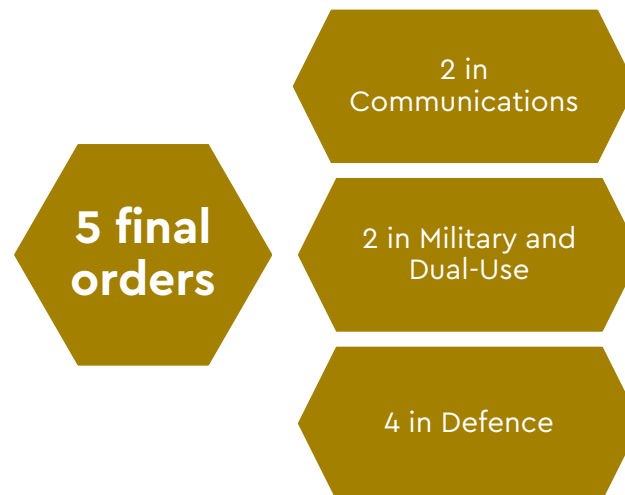 5 final
orders
2 in
Communications
2 in Military and
Dual-Use
4 in Defence